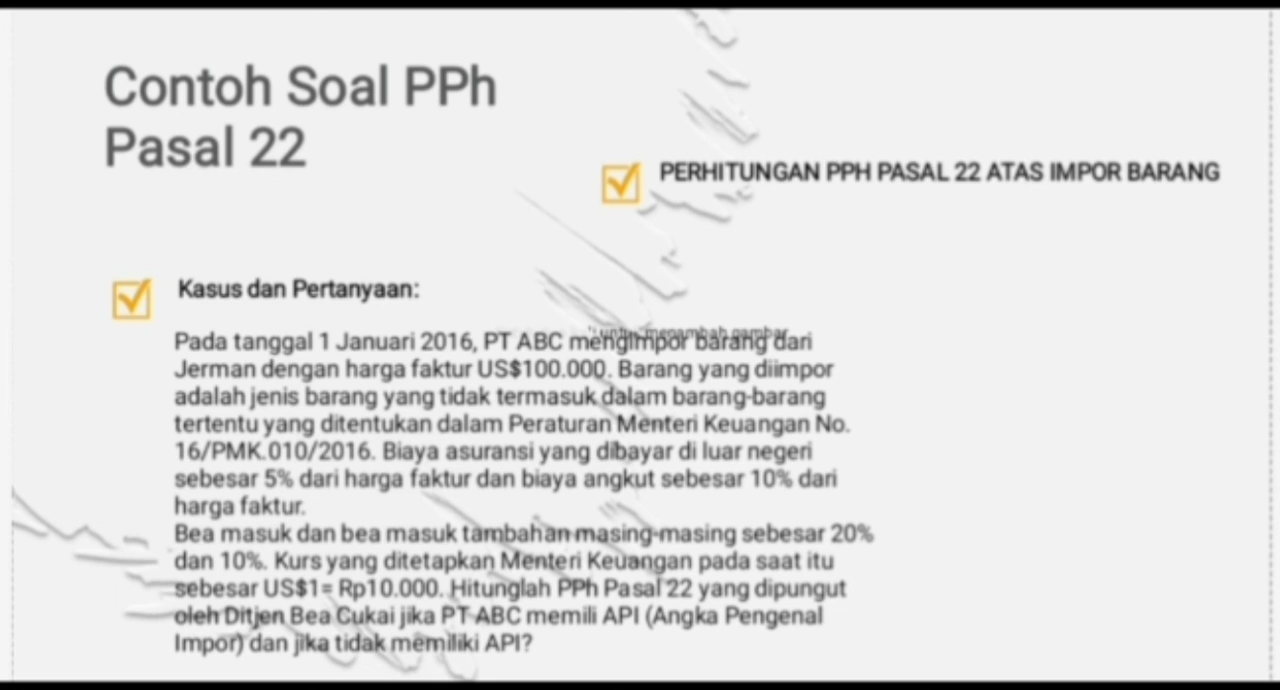 Contoh Soal PPh
Pasal 22
PERHITUNGAN PPH PASAL 22 ATAS IMPOR BARANG
Kasus dan Pertanyaan:
menambah gambar
Pada tanggal 1 Januari 2016, PT ABC mengimpor barang dari
Jerman dengan harga faktur US$100.000. Barang yang diimpor
adalah jenis barang yang tidak termasuk dalam barang-barang
tertentu yang ditentukan dalam Peraturan Menteri Keuangan No.
16/PMK.010/2016. Biaya asuransi yang dibayar di luar negeri
sebesar 5% dari harga faktur dan biaya angkut sebesar 10% dari
harga faktur.
Bea masuk dan bea masuk tambahan masing-masing sebesar 20%
dan 10%. Kurs yang ditetapkan Menteri Keuangan pada saat itu
sebesar US$1= Rp10.000. Hitunglah PPh Pasal 22 yang dipungut
oleh Ditjen Bea Cukai jika PT ABC memili API (Angka Pengenal
Impor) dan jika tidak memiliki API?